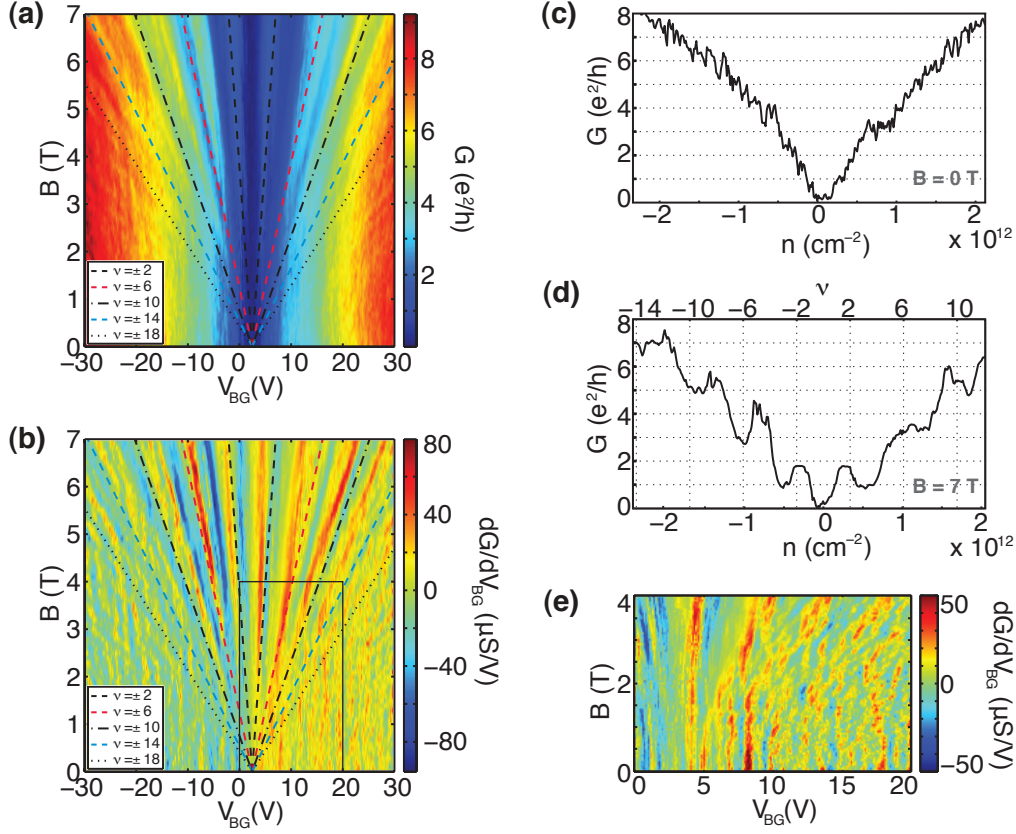 (a)
7
6
5
4
3
2
1
0
B (T)
−30 −20 −10 0 10 20 30
V_BG(V)
ν = ± 2
ν = ± 6
ν = ± 10
ν = ± 14
ν = ± 18
8
6
4
2
G (e²/h)
(b)
7
6
5
4
3
2
1
0
B (T)
−30 −20 −10 0 10 20 30
V_BG(V)
ν = ± 2
ν = ± 6
ν = ± 10
ν = ± 14
ν = ± 18
80
40
0
−40
−80
dG/dV_BG (µS/V)
(c)
8
6
4
2
0
G (e²/h)
B = 0 T
−2 −1 0 1 2
n (cm⁻²)
x 10¹²
(d)
ν
−14 −10 −6 −2 2 6 10
8
6
4
2
0
G (e²/h)
B = 7 T
−2 −1 0 1 2
n (cm⁻²)
x 10¹²
(e)
4
2
0
B (T)
0 5 10 15 20
V_BG(V)
50
0
−50
dG/dV_BG (µS/V)